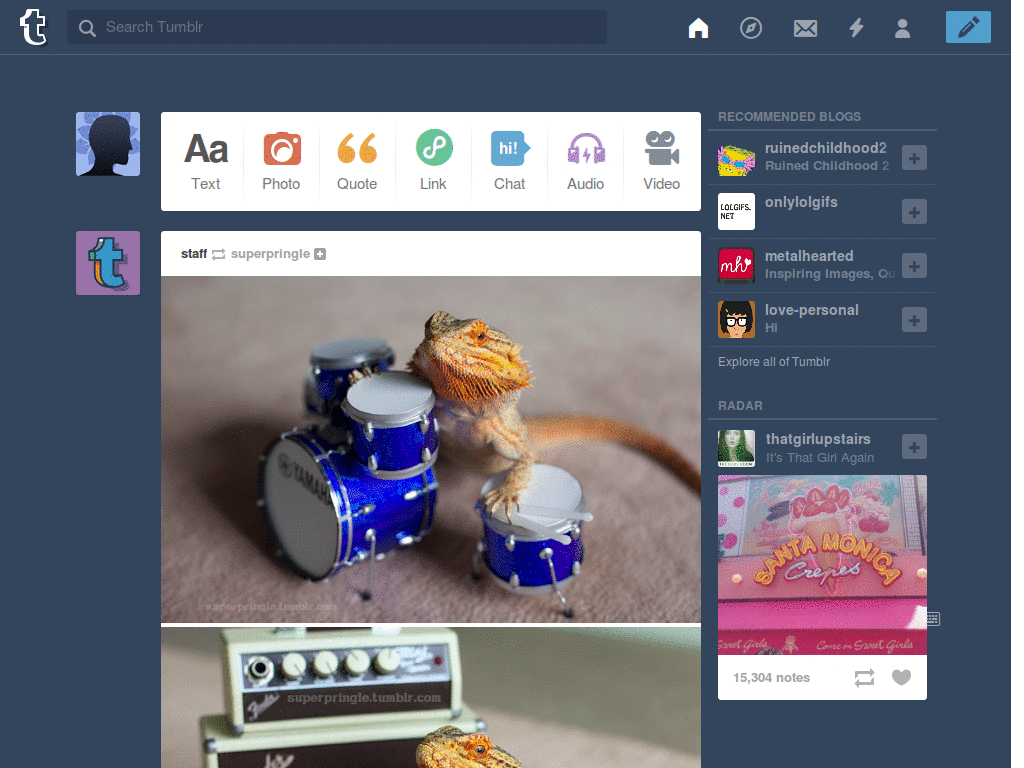 t
Search Tumblr
Aa
hi!
Text
Photo
Quote
Link
Chat
Audio
Video
t
staff superpringle
YAMAHA
superpringle.tumblr.com
superpringle.tumblr.com
Fender
RECOMMENDED BLOGS
ruinedchildhood2
Ruined Childhood 2
LOLGIFS.
NET
onlylolgifs
mh
metalhearted
Inspiring Images, Qu
love-personal
Hi
Explore all of Tumblr
RADAR
thatgirlupstairs
It's That Girl Again
SANTA MONICA
Crepes
Sweet Girls
Come on Sweet Girls
15,304 notes